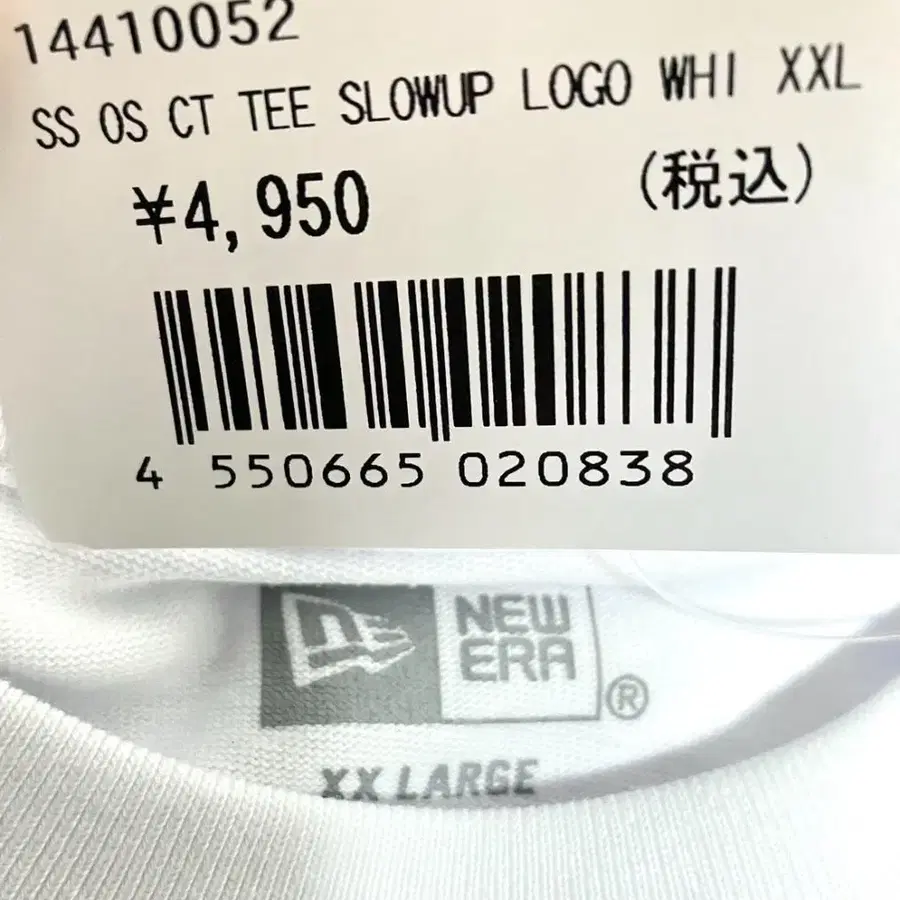 14410052
SS OS CT TEE SLOWUP LOGO WHI XXL
¥4,950 (税込)
4 550665 020838
NEW
ERA®
XX LARGE